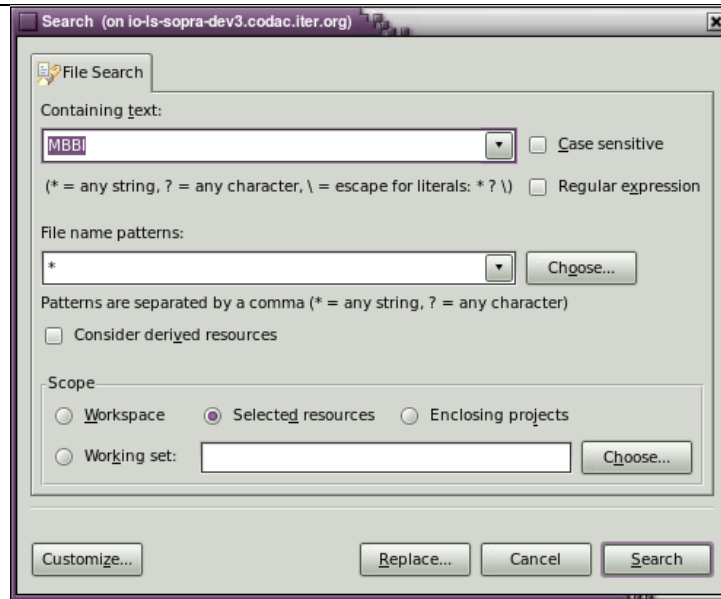 Search (on io-ls-sopra-dev3.codac.iter.org)
File Search
Containing text:
MBBI
Case sensitive
(* = any string, ? = any character, \ = escape for literals: * ? \)
Regular expression
File name patterns:
*
Choose...
Patterns are separated by a comma (* = any string, ? = any character)
Consider derived resources
Scope
Workspace
Selected resources
Enclosing projects
Working set:
Choose...
Customize...
Replace...
Cancel
Search